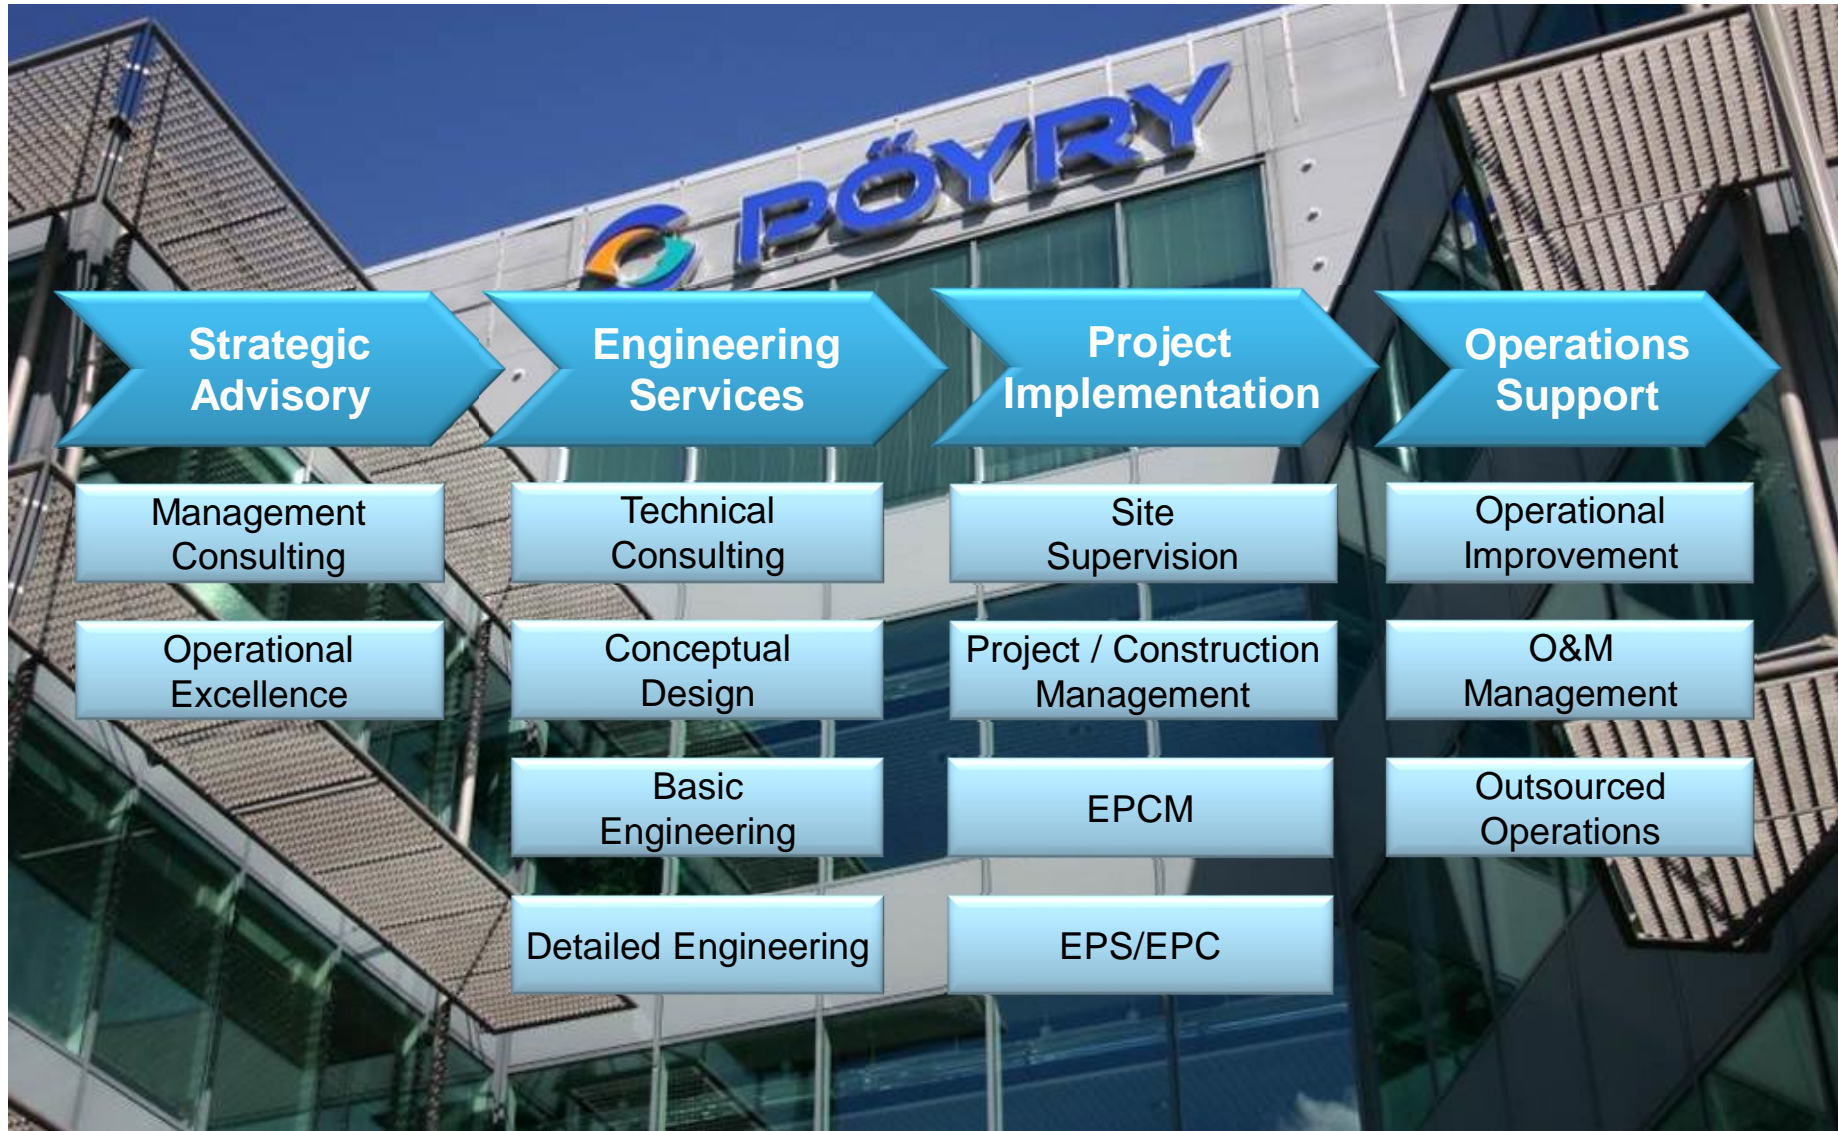 PÖYRY
Strategic
Advisory
Engineering
Services
Project
Implementation
Operations
Support
Management
Consulting
Technical
Consulting
Site
Supervision
Operational
Improvement
Operational
Excellence
Conceptual
Design
Project / Construction
Management
O&M
Management
Basic
Engineering
EPCM
Outsourced
Operations
Detailed Engineering
EPS/EPC